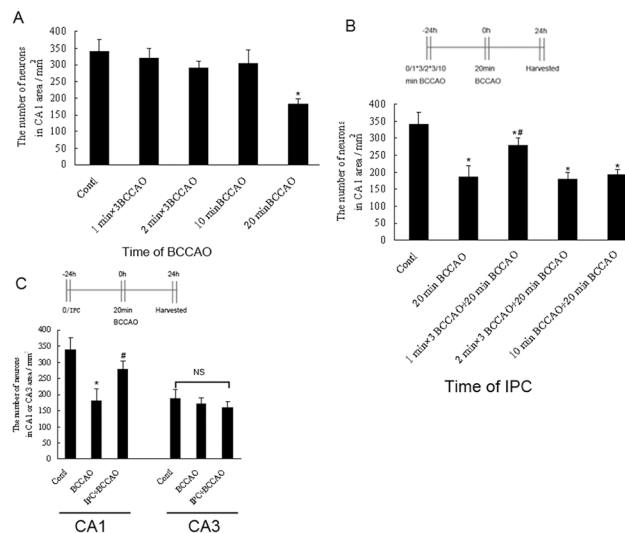 A
The number of neurons
in CA1 area / mm2
400
350
300
250
200
150
100
50
0
Contl
1 min×3BCCAO
2 min×3BCCAO
10 minBCCAO
20 minBCCAO
*
Time of BCCAO
B
-24h
0h
24h
0/1*3/2*3/10
min BCCAO
20min
BCCAO
Harvested
The number of neurons
in CA1 area / mm2
400
350
300
250
200
150
100
50
0
*
*#
*
*
Contl
20 min BCCAO
1 min×3 BCCAO+20 min BCCAO
2 min×3 BCCAO+20 min BCCAO
10 min BCCAO+20 min BCCAO
Time of IPC
C
-24h
0h
24h
0/IPC
20min
BCCAO
Harvested
The number of neurons
in CA1 or CA3 area / mm2
400
350
300
250
200
150
100
50
0
*
#
NS
Contl
BCCAO
IPC+BCCAO
Contl
BCCAO
IPC+BCCAO
CA1
CA3